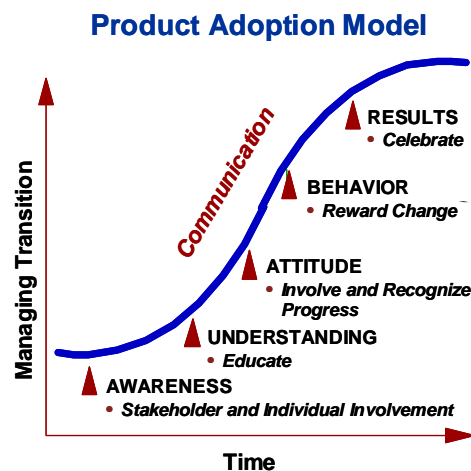 Product Adoption Model
Managing Transition
Communication
RESULTS
• Celebrate
BEHAVIOR
• Reward Change
ATTITUDE
• Involve and Recognize
Progress
UNDERSTANDING
• Educate
AWARENESS
• Stakeholder and Individual Involvement
Time